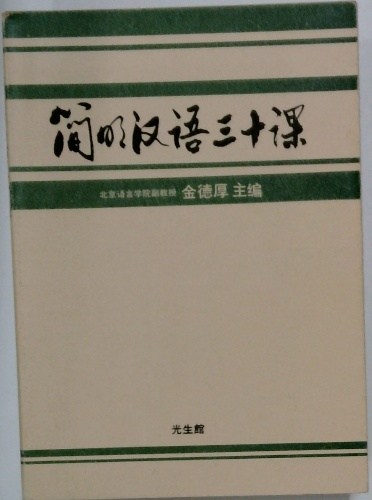 简明汉语三十课
北京语言学院副教授 金德厚 主编
光生館